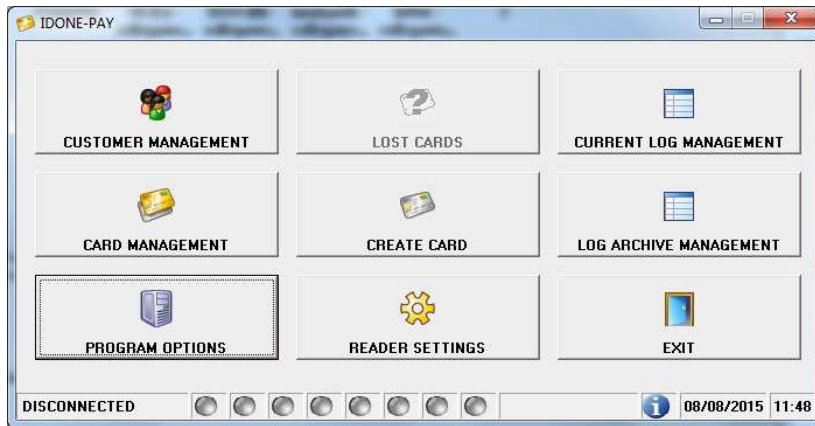 IDONE-PAY
CUSTOMER MANAGEMENT
LOST CARDS
CURRENT LOG MANAGEMENT
CARD MANAGEMENT
CREATE CARD
LOG ARCHIVE MANAGEMENT
PROGRAM OPTIONS
READER SETTINGS
EXIT
DISCONNECTED
08/08/2015
11:48